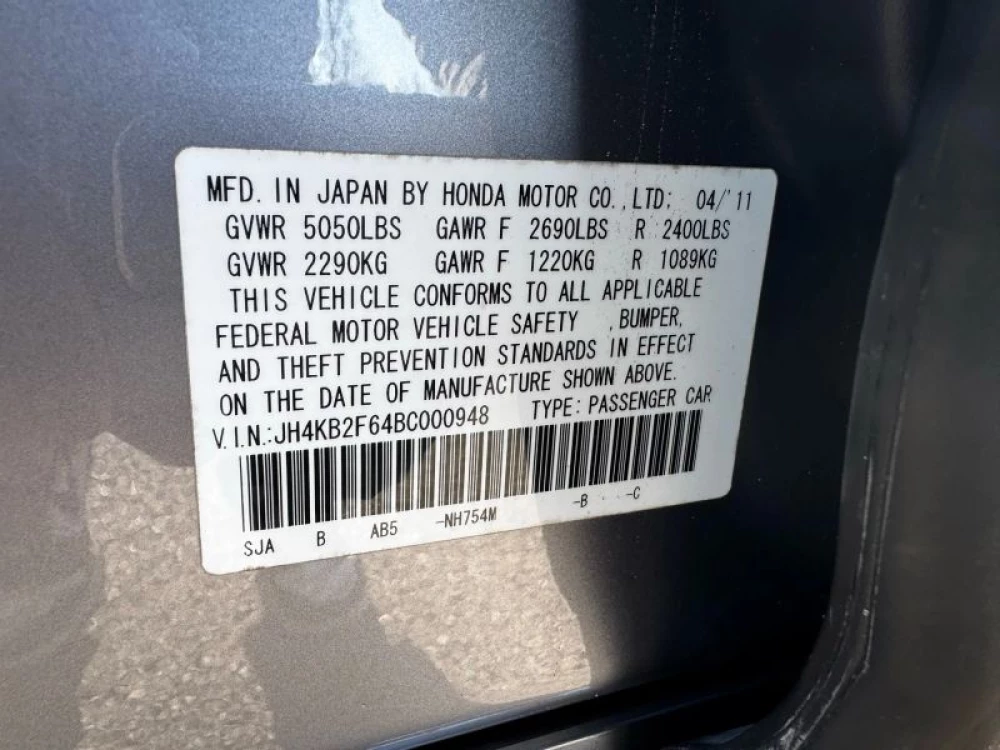 MFD. IN JAPAN BY HONDA MOTOR CO.,LTD: 04/'11
GVWR 5050LBS GAWR F 2690LBS R 2400LBS
GVWR 2290KG GAWR F 1220KG R 1089KG
THIS VEHICLE CONFORMS TO ALL APPLICABLE
FEDERAL MOTOR VEHICLE SAFETY ,BUMPER,
AND THEFT PREVENTION STANDARDS IN EFFECT
ON THE DATE OF MANUFACTURE SHOWN ABOVE.
V.I.N.:JH4KB2F64BC000948 TYPE: PASSENGER CAR
SJA B AB5 -NH754M -B -C